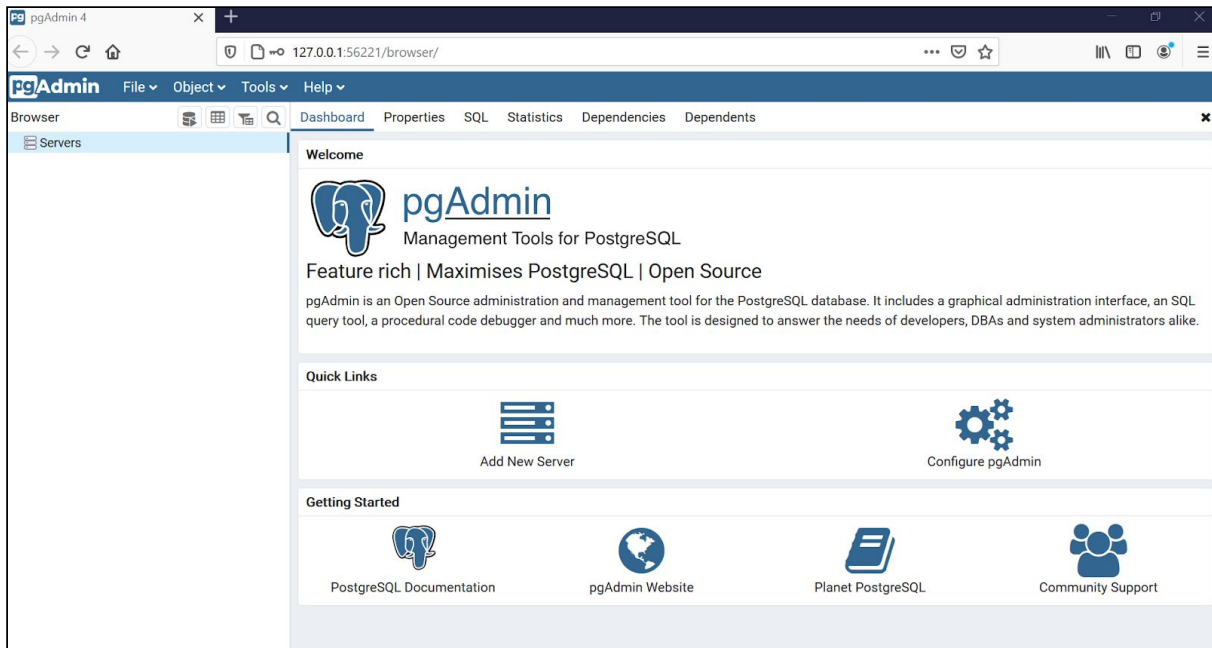 pgAdmin 4
127.0.0.1:56221/browser/
pgAdmin File Object Tools Help
Browser
Dashboard Properties SQL Statistics Dependencies Dependents
Servers
Welcome
pgAdmin
Management Tools for PostgreSQL
Feature rich | Maximises PostgreSQL | Open Source
pgAdmin is an Open Source administration and management tool for the PostgreSQL database. It includes a graphical administration interface, an SQL
query tool, a procedural code debugger and much more. The tool is designed to answer the needs of developers, DBAs and system administrators alike.
Quick Links
Add New Server
Configure pgAdmin
Getting Started
PostgreSQL Documentation
pgAdmin Website
Planet PostgreSQL
Community Support